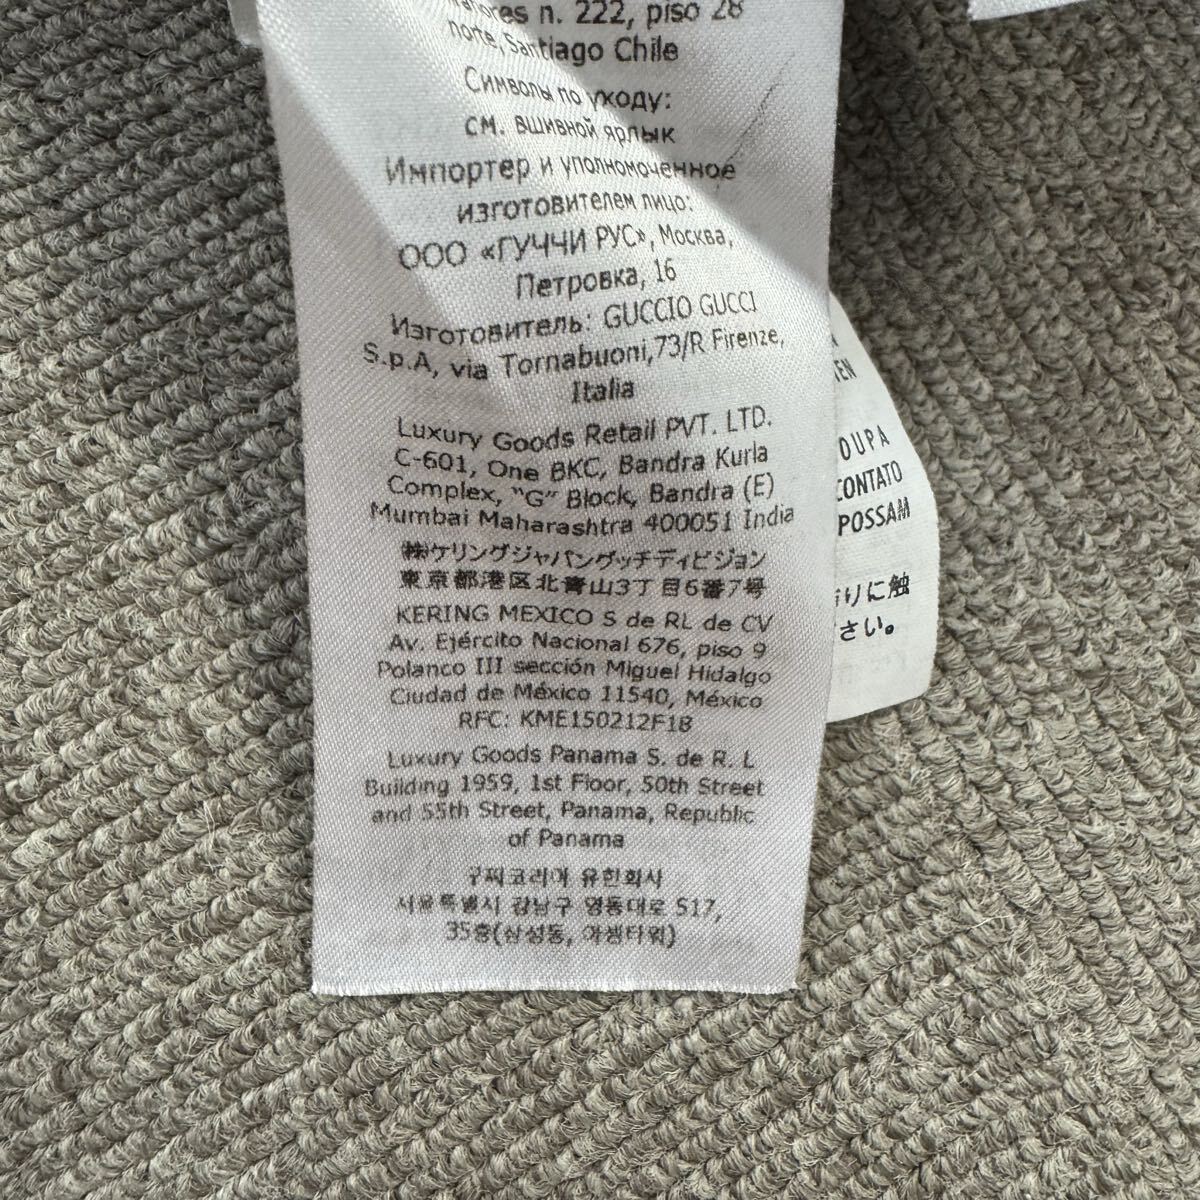 n. 222, piso 28
norte, Santiago Chile
Символы по уходу:
см. вшивной ярлык
Импортер и уполномоченное
изготовителем лицо:
ООО «ГУЧЧИ РУС», Москва,
Петровка, 16
Изготовитель: GUCCIO GUCCI
S.p.A, via Tornabuoni,73/R Firenze,
Italia
Luxury Goods Retail PVT. LTD.
C-601, One BKC, Bandra Kurla
Complex, "G" Block, Bandra (E)
Mumbai Maharashtra 400051 India
㈱ケリングジャパングッチディビジョン
東京都港区北青山3丁目6番7号
KERING MEXICO S de RL de CV
Av. Ejército Nacional 676, piso 9
Polanco III sección Miguel Hidalgo
Ciudad de México 11540, México
RFC: KME150212F18
Luxury Goods Panama S. de R. L
Building 1959, 1st Floor, 50th Street
and 55th Street, Panama, Republic
of Panama
구찌코리아 유한회사
서울특별시 강남구 영동대로 517,
35층(삼성동, 아셈타워)
CONTATO
POSSAM